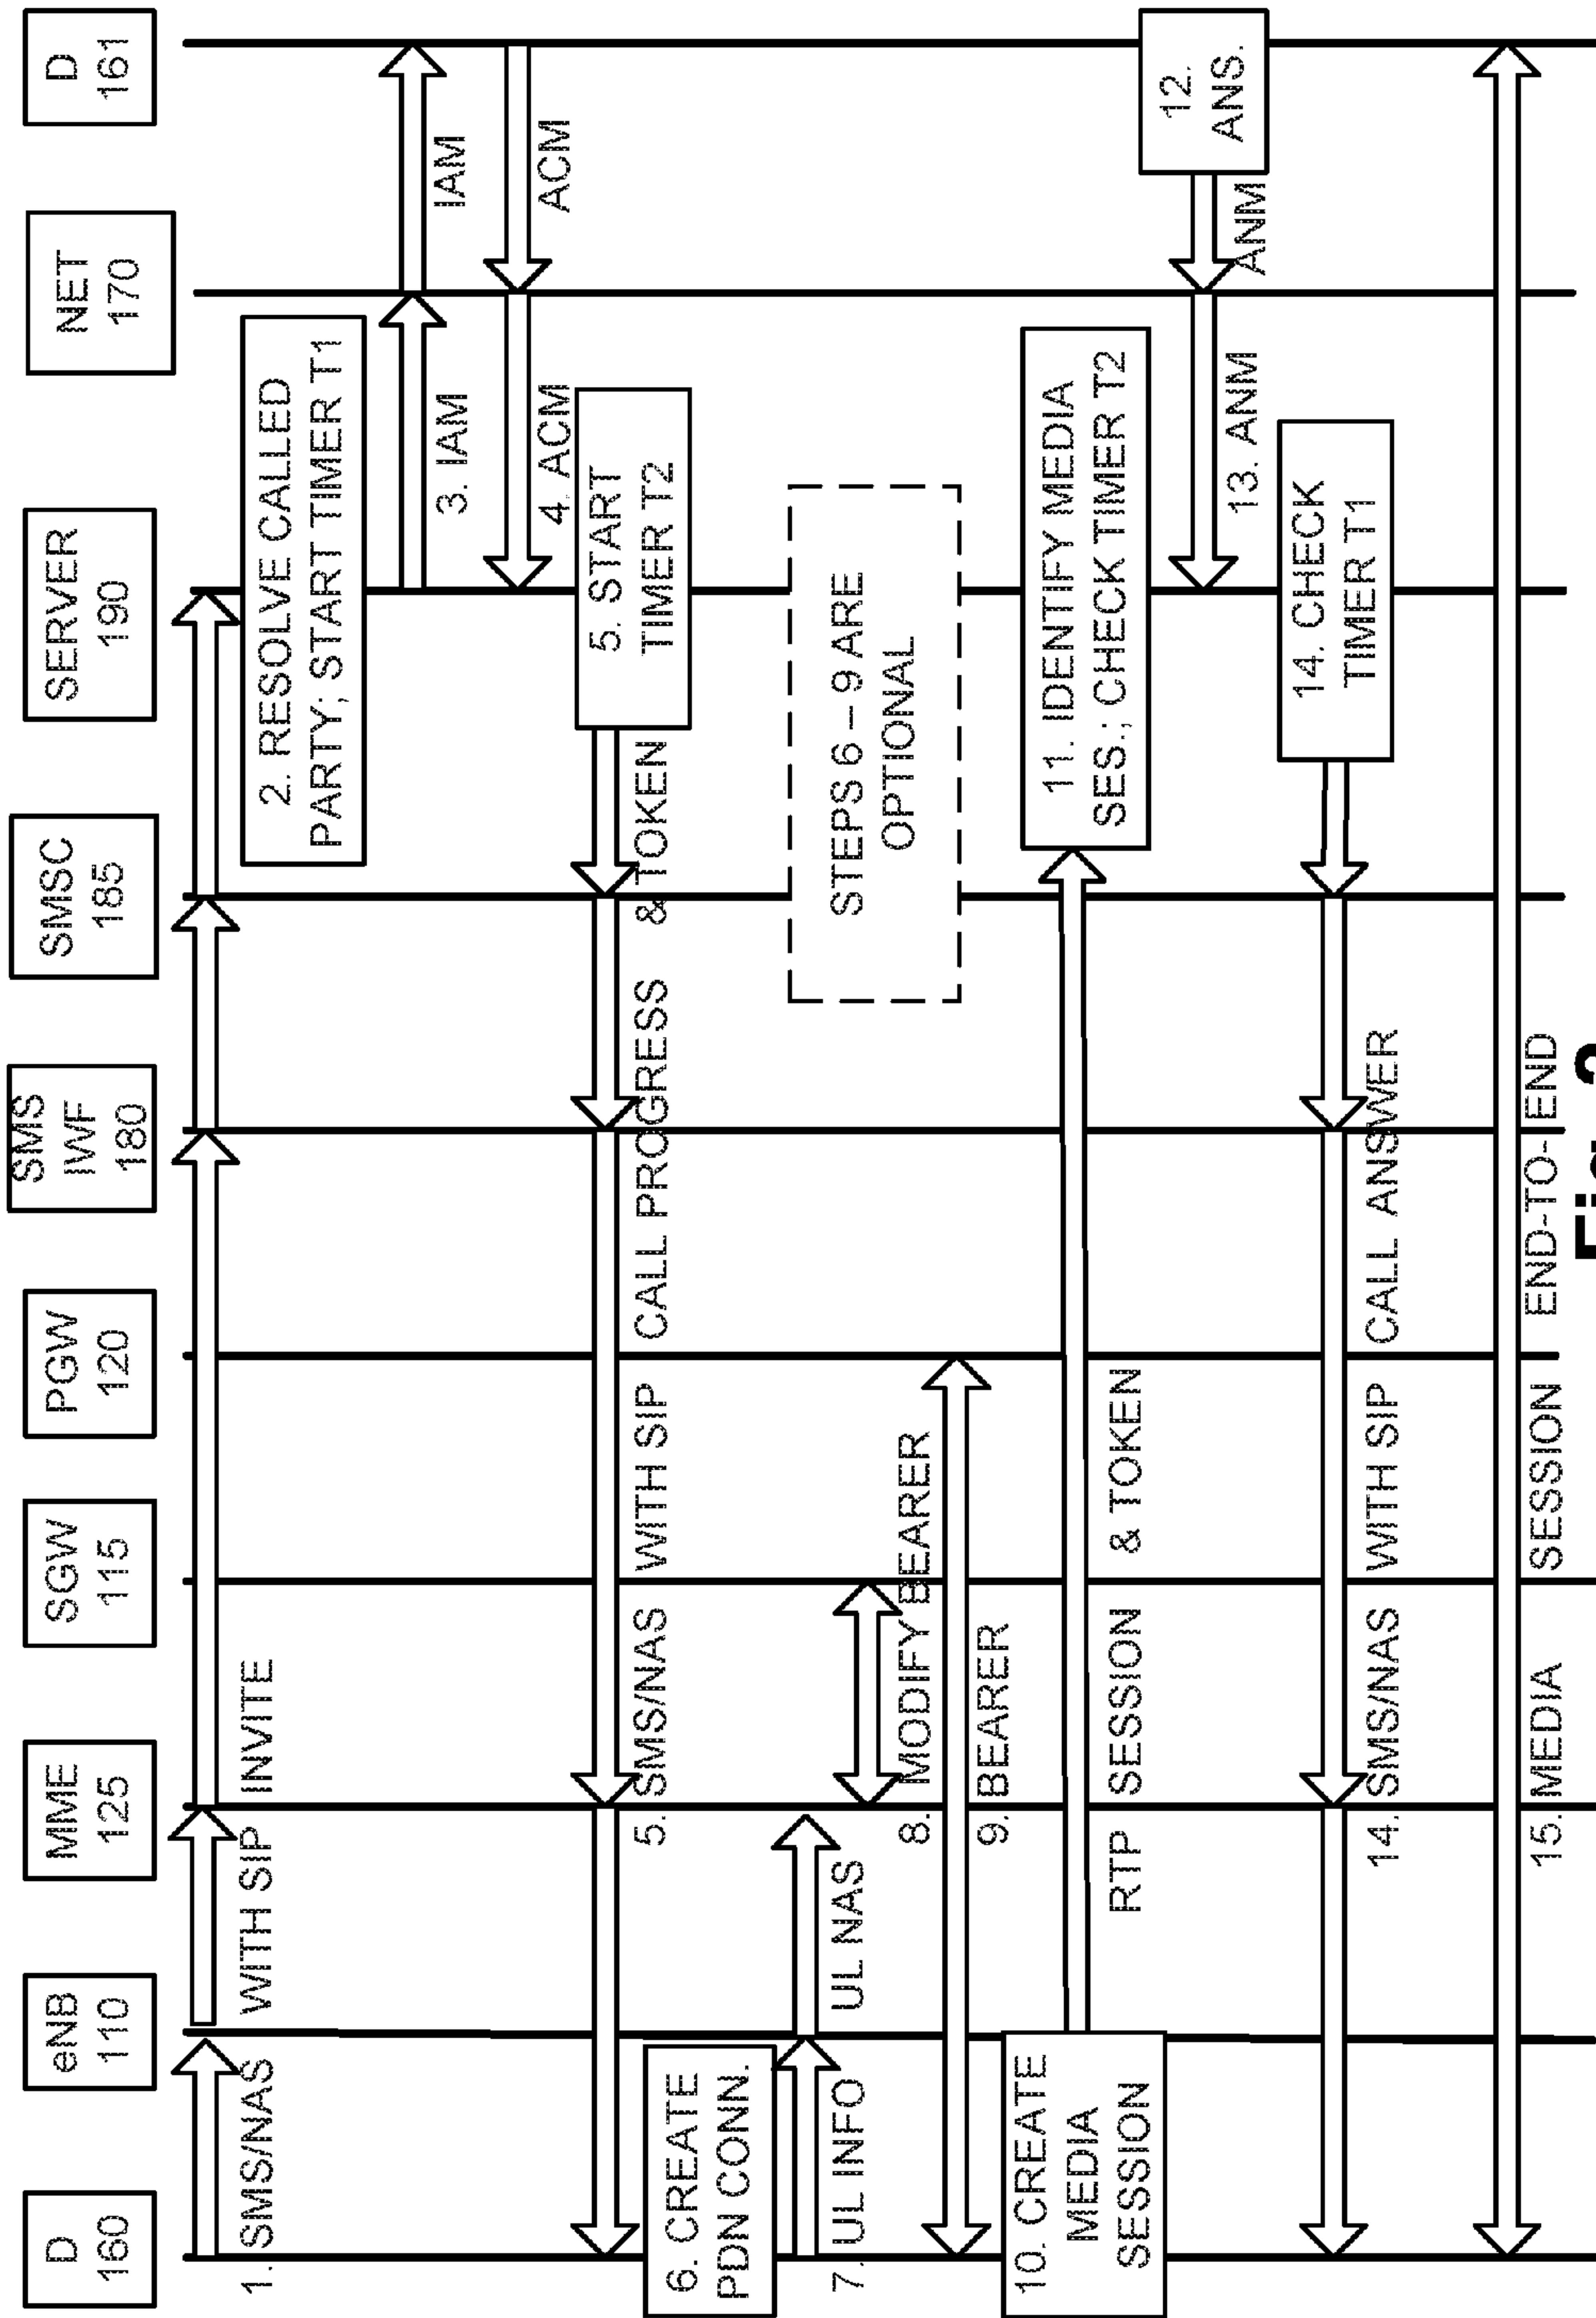 D
160
eNB
110
MME
125
SGW
115
PGW
120
SMS
IWF
180
SMSC
185
SERVER
190
NET
170
D
161
1. SMS/NAS WITH SIP INVITE
2. RESOLVE CALLED
PARTY; START TIMER T1
3. IAM
IAM
4. ACM
ACM
5. START
TIMER T2
5. SMS/NAS WITH SIP CALL PROGRESS & TOKEN
6. CREATE
PDN CONN.
7. UL INFO UL NAS
STEPS 6 – 9 ARE
OPTIONAL
8. MODIFY BEARER
9. BEARER
10. CREATE
MEDIA
SESSION
RTP SESSION & TOKEN
11. IDENTIFY MEDIA
SES.; CHECK TIMER T2
12.
ANS.
13. ANM
ANM
14. CHECK
TIMER T1
14. SMS/NAS WITH SIP CALL ANSWER
15. MEDIA SESSION END-TO- END